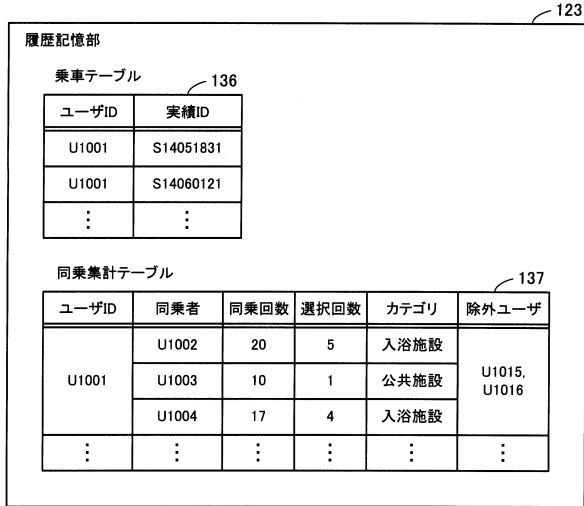 123
履歴記憶部
乗車テーブル
136
ユーザID 実績ID
U1001 S14051831
U1001 S14060121
⋮ ⋮
同乗集計テーブル
137
ユーザID 同乗者 同乗回数 選択回数 カテゴリ 除外ユーザ
U1001 U1002 20 5 入浴施設 U1015, U1016
U1003 10 1 公共施設
U1004 17 4 入浴施設
⋮ ⋮ ⋮ ⋮ ⋮ ⋮